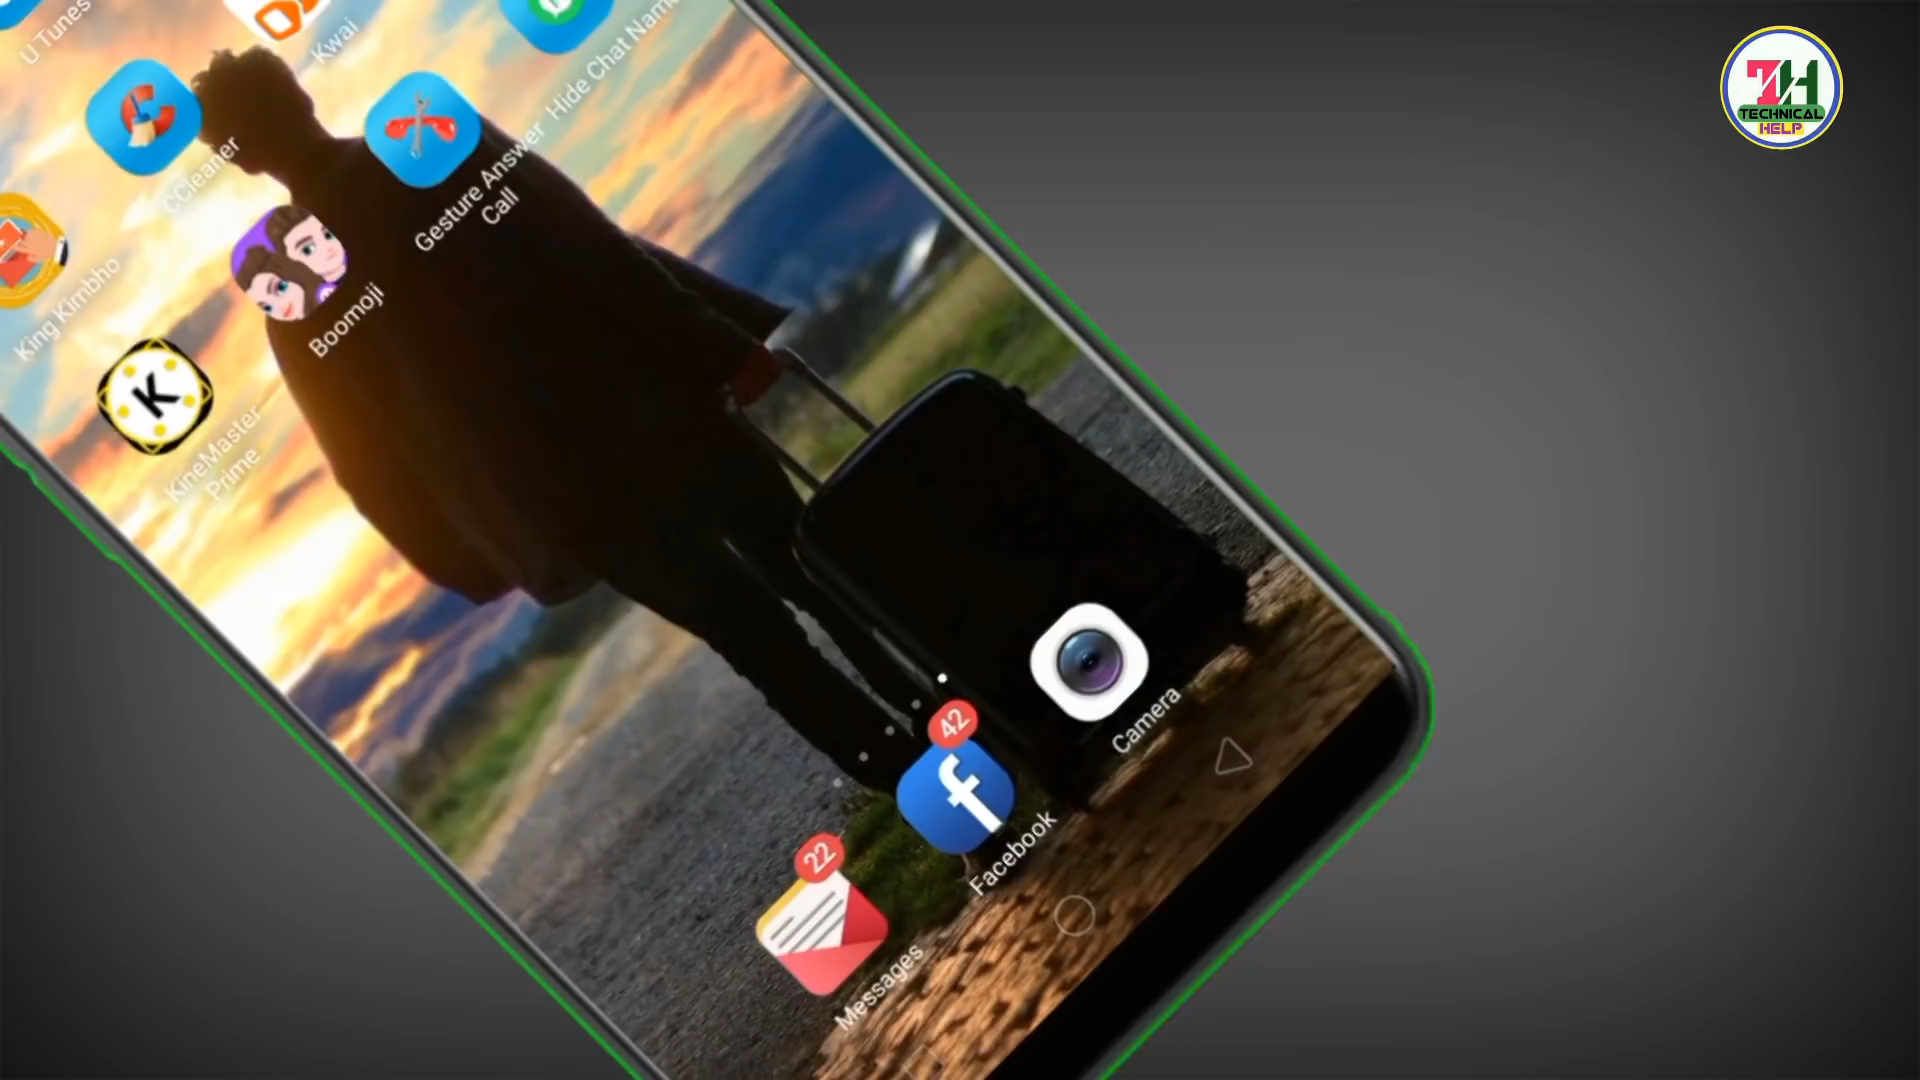 U Tunes
Kwai
Hide Chat Name
CCleaner
Gesture Answer
Call
King Kimbho
Boomoji
K
KineMaster
Prime
42
Camera
f
Facebook
22
Messages
TH
TECHNICAL
HELP